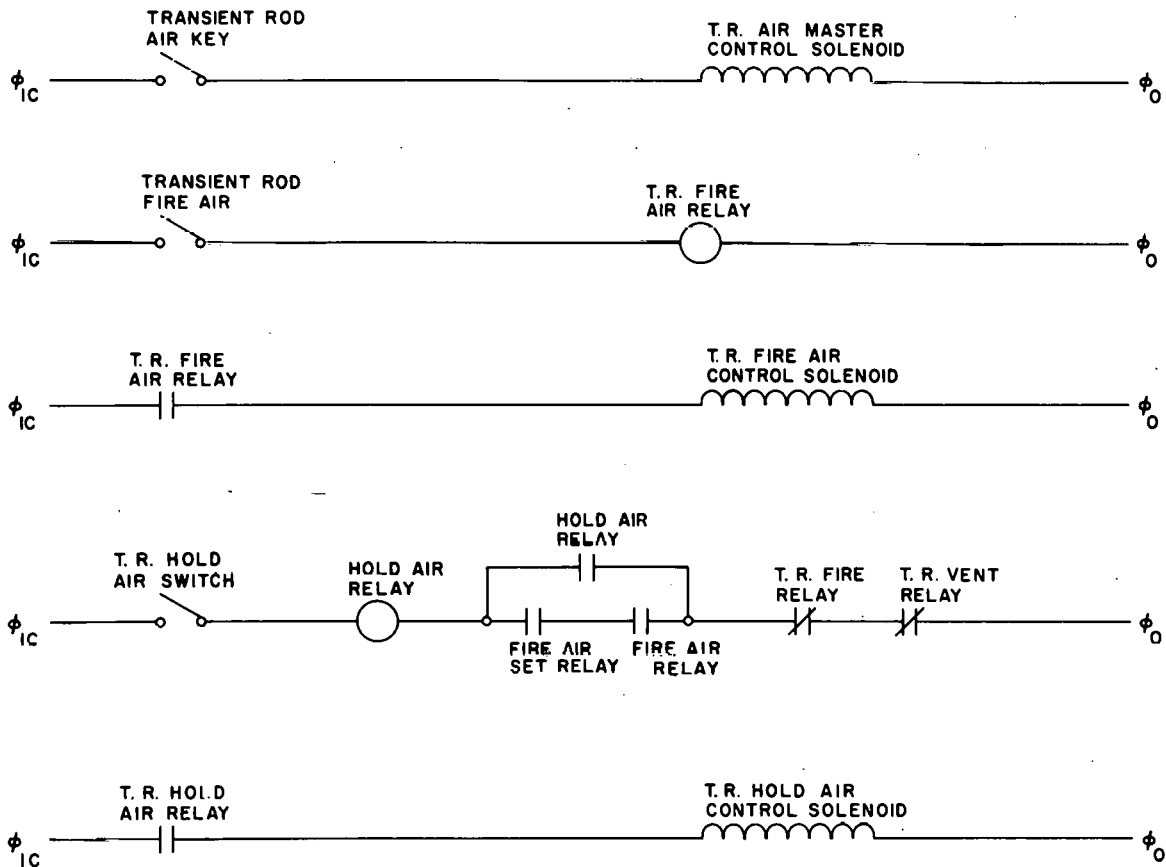 TRANSIENT ROD
AIR KEY
T.R. AIR MASTER
CONTROL SOLENOID
ϕIC
ϕO
TRANSIENT ROD
FIRE AIR
T.R. FIRE
AIR RELAY
ϕIC
ϕO
T.R. FIRE
AIR RELAY
T.R. FIRE AIR
CONTROL SOLENOID
ϕIC
ϕO
HOLD AIR
RELAY
T.R. HOLD
AIR SWITCH
HOLD AIR
RELAY
T.R. FIRE
RELAY
T.R. VENT
RELAY
ϕIC
ϕO
FIRE AIR
SET RELAY
FIRE AIR
RELAY
T.R. HOLD
AIR RELAY
T.R. HOLD AIR
CONTROL SOLENOID
ϕIC
ϕO